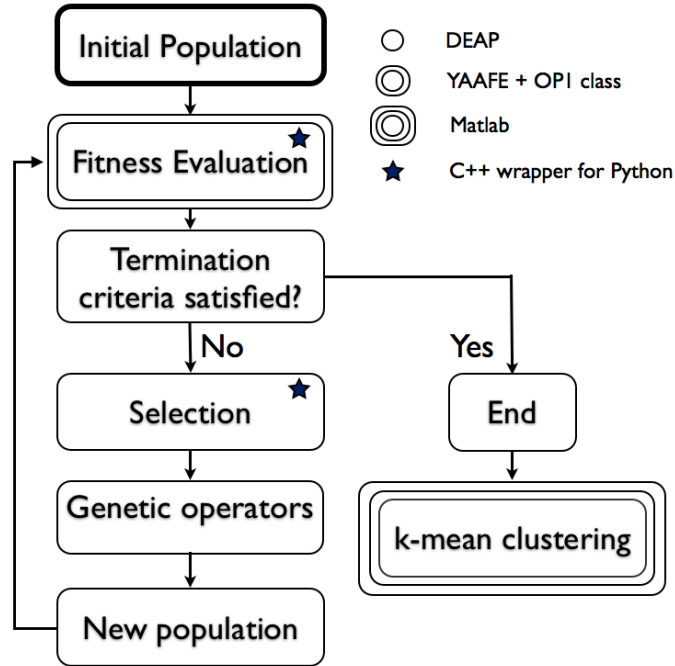 Initial Population
DEAP
YAAFE + OP1 class
Matlab
C++ wrapper for Python
Fitness Evaluation
Termination
criteria satisfied?
No
Yes
Selection
End
Genetic operators
k-mean clustering
New population